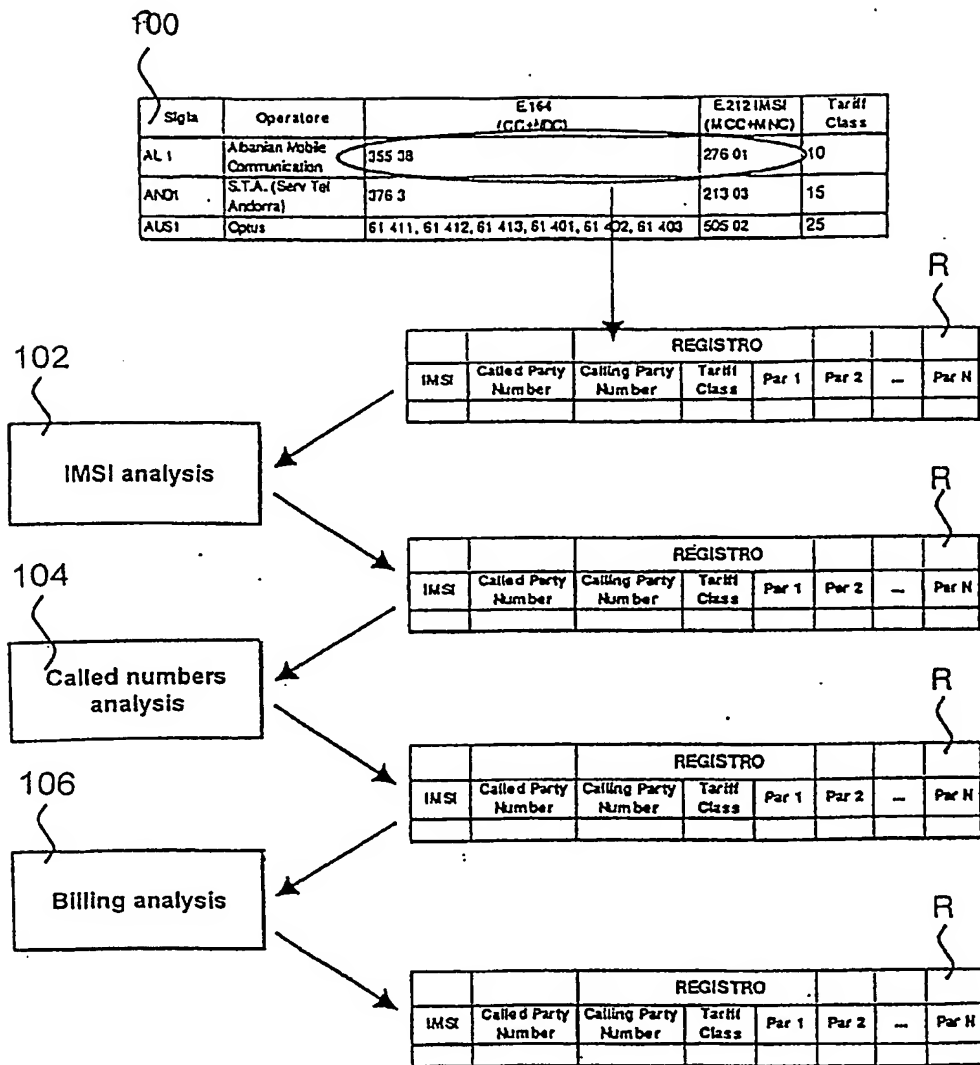 100
Sigla Operatore E.164 (CC+NDC) E.212 IMSI (MCC+MNC) Tariff Class
AL 1 Albanian Mobile Communication 355 38 276 01 10
AND1 S.T.A. (Serv Tel Andorra) 376 3 213 03 15
AUS1 Optus 61 411, 61 412, 61 413, 61 401, 61 402, 61 403 505 02 25
R
REGISTRO
IMSI Called Party Number Calling Party Number Tariff Class Par 1 Par 2 ... Par N
102
IMSI analysis
R
REGISTRO
IMSI Called Party Number Calling Party Number Tariff Class Par 1 Par 2 ... Par N
104
Called numbers
analysis
R
REGISTRO
IMSI Called Party Number Calling Party Number Tariff Class Par 1 Par 2 ... Par N
106
Billing analysis
R
REGISTRO
IMSI Called Party Number Calling Party Number Tariff Class Par 1 Par 2 ... Par N